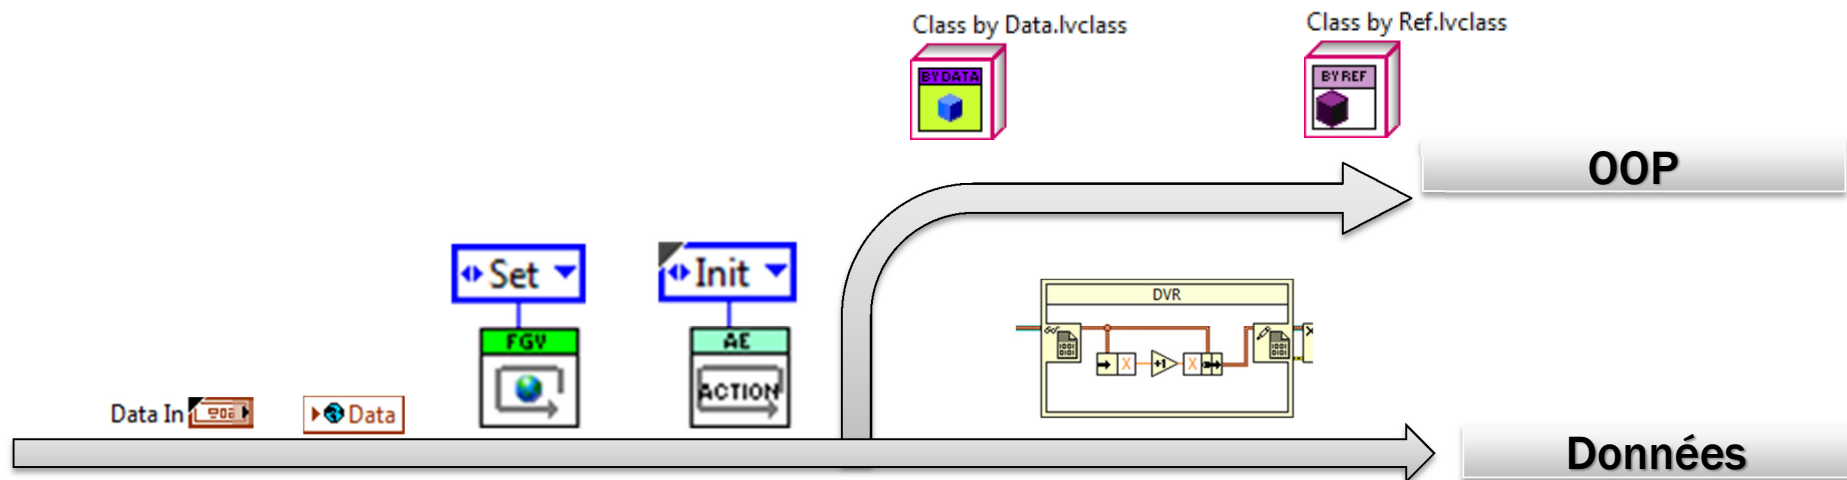 Class by Data.lvclass
Class by Ref.lvclass
BY DATA
BY REF
OOP
Set
Init
DVR
FGV
AE
X
+1
X
ACTION
Data In
Data
Données